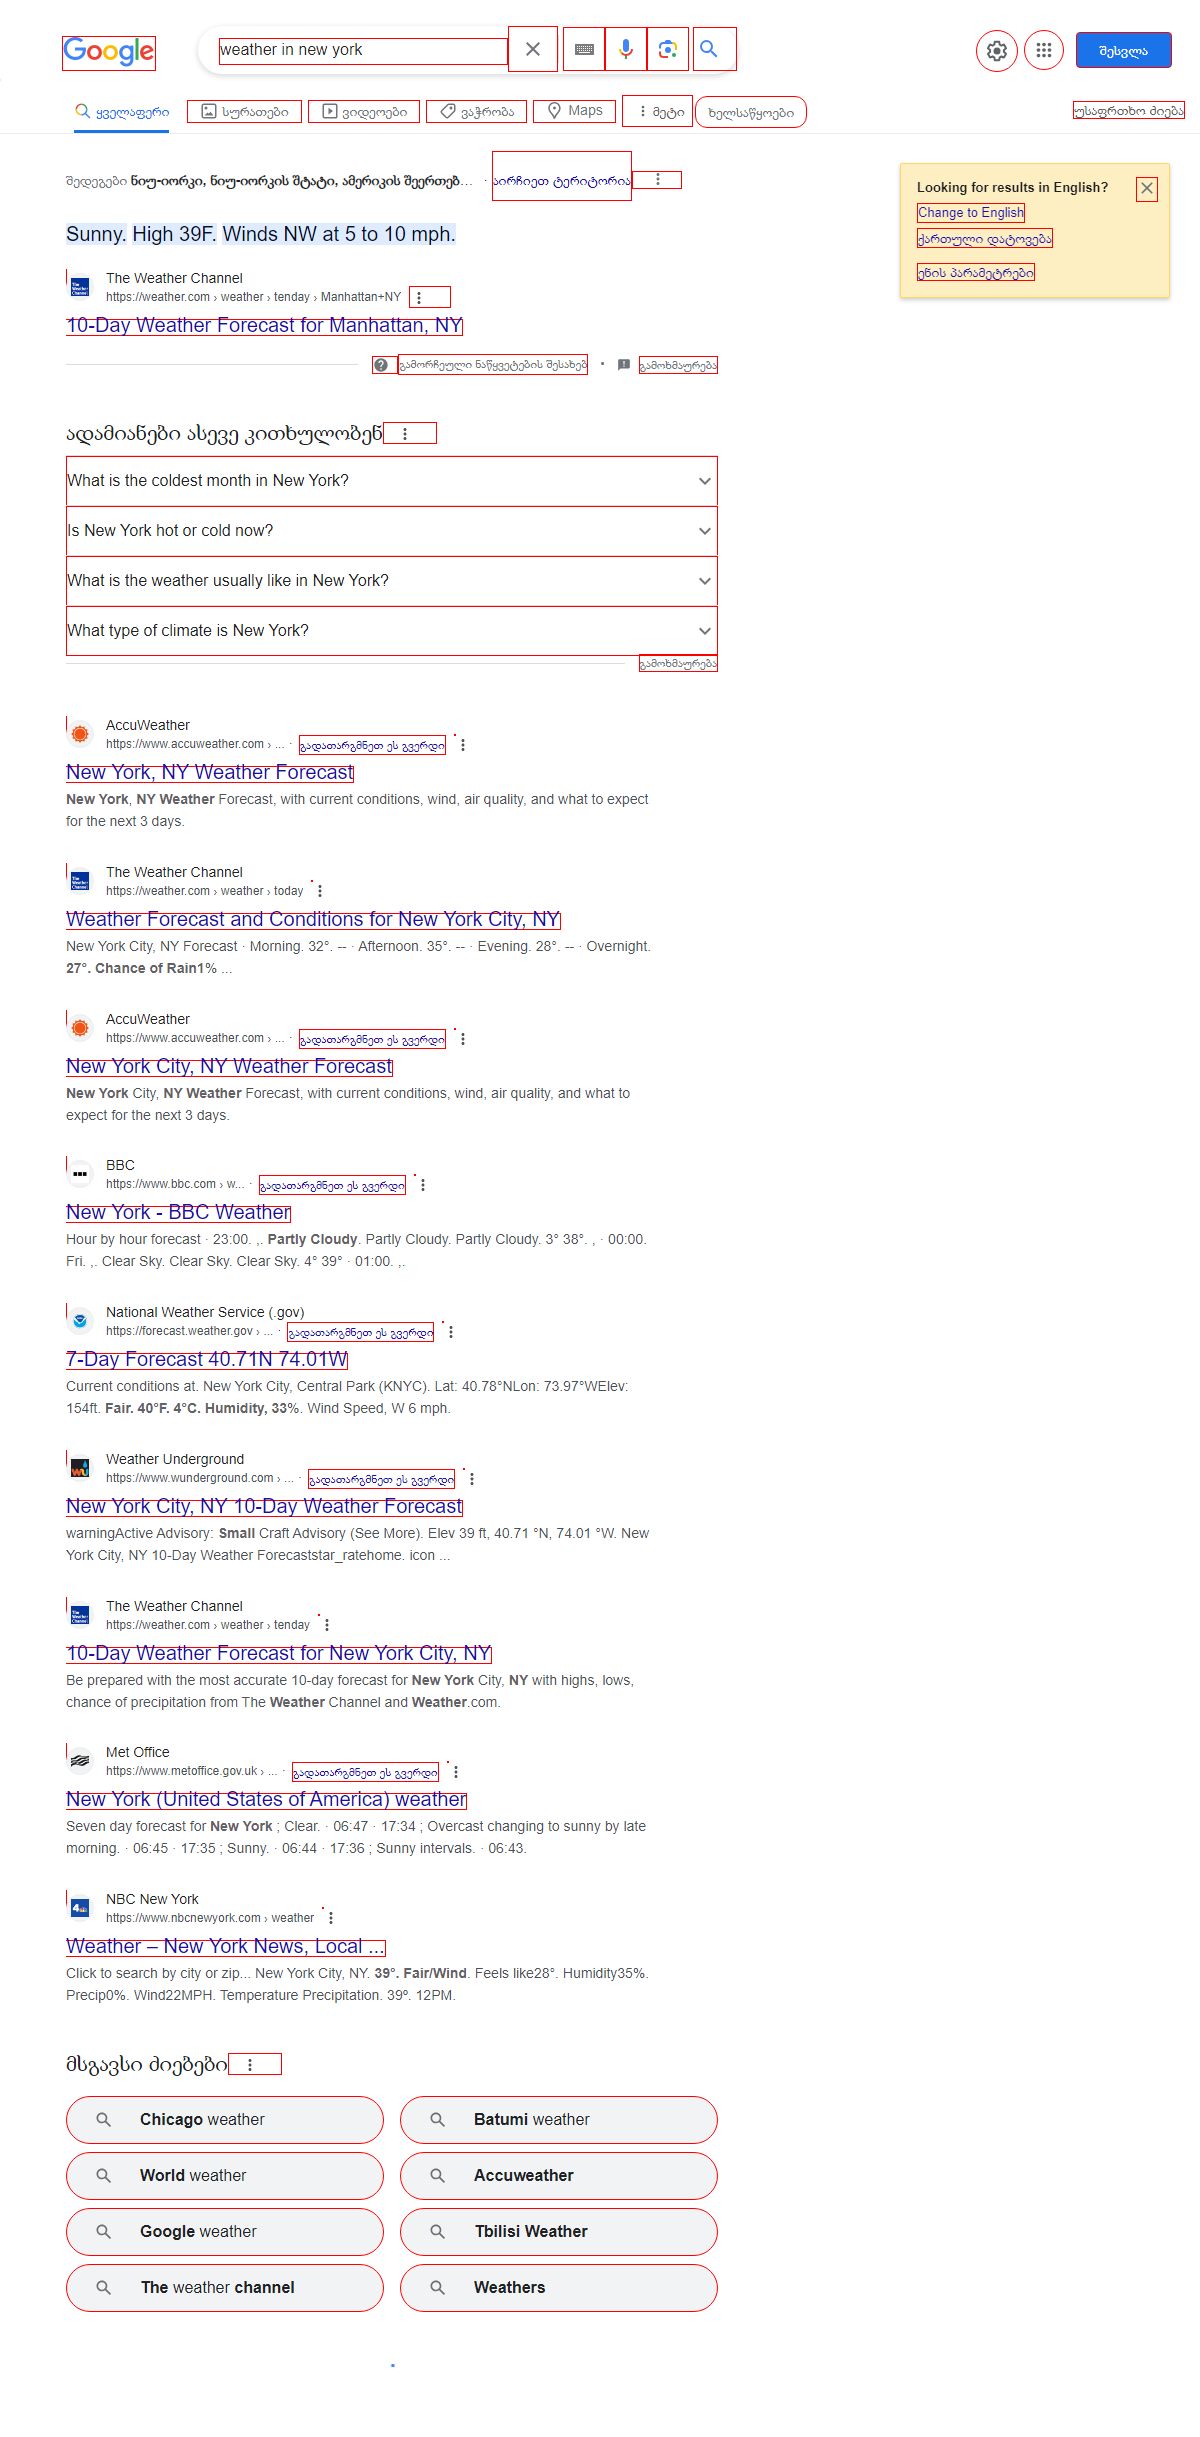 Google
weather in new york
შესვლა
ყველაფერი
სურათები
ვიდეოები
ვაჭრობა
Maps
მეტი
ხელსაწყოები
უსაფრთხო ძიება
შედეგები ნიუ-იორკი, ნიუ-იორკის შტატი, ამერიკის შეერთებ... · აირჩიეთ ტერიტორია
Looking for results in English?
Change to English
ქართული დატოვება
ენის პარამეტრები
Sunny. High 39F. Winds NW at 5 to 10 mph.
The Weather Channel
https://weather.com › weather › tenday › Manhattan+NY
10-Day Weather Forecast for Manhattan, NY
გამორჩეული ნაწყვეტების შესახებ • გამოხმაურება
ადამიანები ასევე კითხულობენ
What is the coldest month in New York?
Is New York hot or cold now?
What is the weather usually like in New York?
What type of climate is New York?
გამოხმაურება
AccuWeather
https://www.accuweather.com › ... · გადათარგმნეთ ეს გვერდი
New York, NY Weather Forecast
New York, NY Weather Forecast, with current conditions, wind, air quality, and what to expect
for the next 3 days.
The Weather Channel
https://weather.com › weather › today
Weather Forecast and Conditions for New York City, NY
New York City, NY Forecast · Morning. 32°. -- · Afternoon. 35°. -- · Evening. 28°. -- · Overnight.
27°. Chance of Rain1% ...
AccuWeather
https://www.accuweather.com › ... · გადათარგმნეთ ეს გვერდი
New York City, NY Weather Forecast
New York City, NY Weather Forecast, with current conditions, wind, air quality, and what to
expect for the next 3 days.
BBC
https://www.bbc.com › w... · გადათარგმნეთ ეს გვერდი
New York - BBC Weather
Hour by hour forecast · 23:00. ,. Partly Cloudy. Partly Cloudy. Partly Cloudy. 3° 38°. , · 00:00.
Fri. ,. Clear Sky. Clear Sky. Clear Sky. 4° 39° · 01:00. ,.
National Weather Service (.gov)
https://forecast.weather.gov › ... · გადათარგმნეთ ეს გვერდი
7-Day Forecast 40.71N 74.01W
Current conditions at. New York City, Central Park (KNYC). Lat: 40.78°NLon: 73.97°WElev:
154ft. Fair. 40°F. 4°C. Humidity, 33%. Wind Speed, W 6 mph.
Weather Underground
https://www.wunderground.com › ... · გადათარგმნეთ ეს გვერდი
New York City, NY 10-Day Weather Forecast
warningActive Advisory: Small Craft Advisory (See More). Elev 39 ft, 40.71 °N, 74.01 °W. New
York City, NY 10-Day Weather Forecaststar_ratehome. icon ...
The Weather Channel
https://weather.com › weather › tenday
10-Day Weather Forecast for New York City, NY
Be prepared with the most accurate 10-day forecast for New York City, NY with highs, lows,
chance of precipitation from The Weather Channel and Weather.com.
Met Office
https://www.metoffice.gov.uk › ... · გადათარგმნეთ ეს გვერდი
New York (United States of America) weather
Seven day forecast for New York ; Clear. · 06:47 · 17:34 ; Overcast changing to sunny by late
morning. · 06:45 · 17:35 ; Sunny. · 06:44 · 17:36 ; Sunny intervals. · 06:43.
NBC New York
https://www.nbcnewyork.com › weather
Weather – New York News, Local ...
Click to search by city or zip... New York City, NY. 39°. Fair/Wind. Feels like28°. Humidity35%.
Precip0%. Wind22MPH. Temperature Precipitation. 39º. 12PM.
მსგავსი ძიებები
Chicago weather
Batumi weather
World weather
Accuweather
Google weather
Tbilisi Weather
The weather channel
Weathers